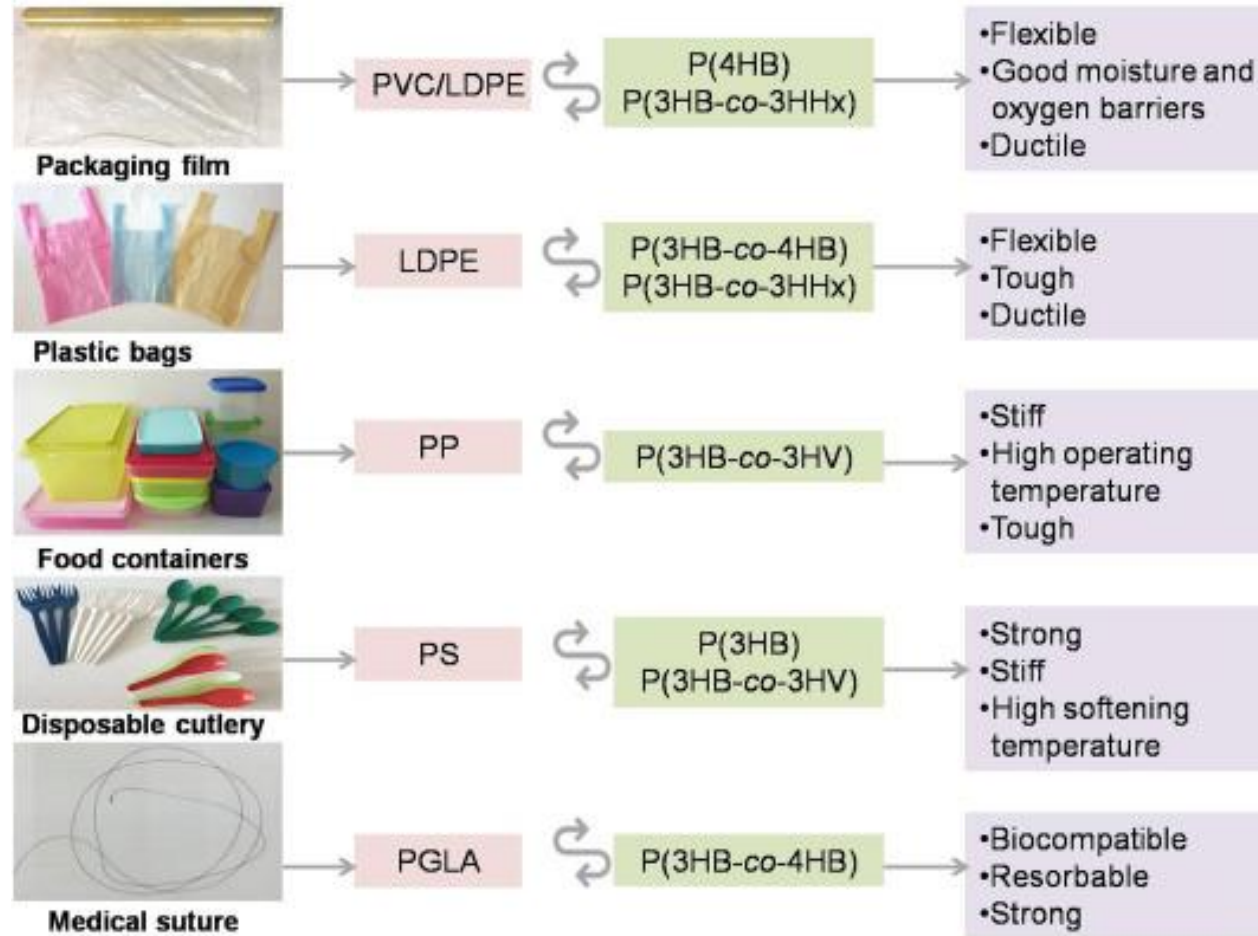 Packaging film
PVC/LDPE
P(4HB)
P(3HB-co-3HHx)
•Flexible
•Good moisture and
oxygen barriers
•Ductile
Plastic bags
LDPE
P(3HB-co-4HB)
P(3HB-co-3HHx)
•Flexible
•Tough
•Ductile
Food containers
PP
P(3HB-co-3HV)
•Stiff
•High operating
temperature
•Tough
Disposable cutlery
PS
P(3HB)
P(3HB-co-3HV)
•Strong
•Stiff
•High softening
temperature
Medical suture
PGLA
P(3HB-co-4HB)
•Biocompatible
•Resorbable
•Strong